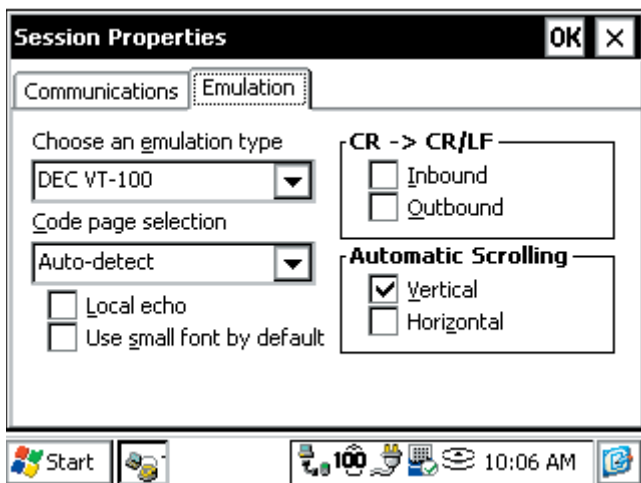 Session Properties OK ×
Communications Emulation
Choose an emulation type
DEC VT-100
Code page selection
Auto-detect
Local echo
Use small font by default
CR -> CR/LF
Inbound
Outbound
Automatic Scrolling
Vertical
Horizontal
Start 100 10:06 AM